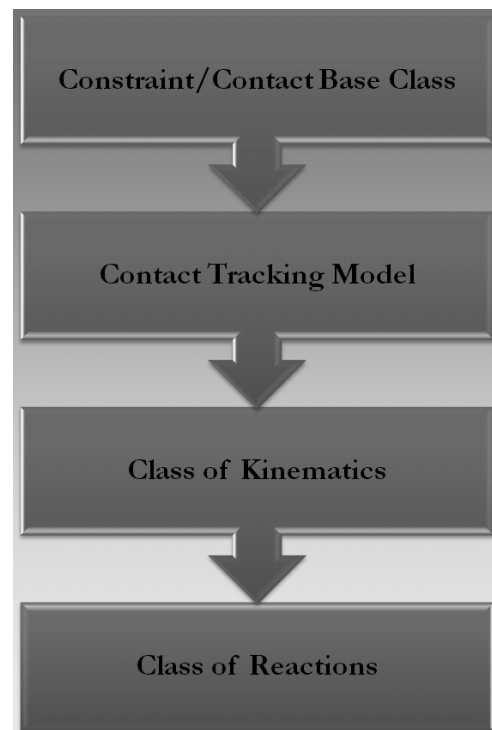 Constraint/Contact Base Class
Contact Tracking Model
Class of Kinematics
Class of Reactions